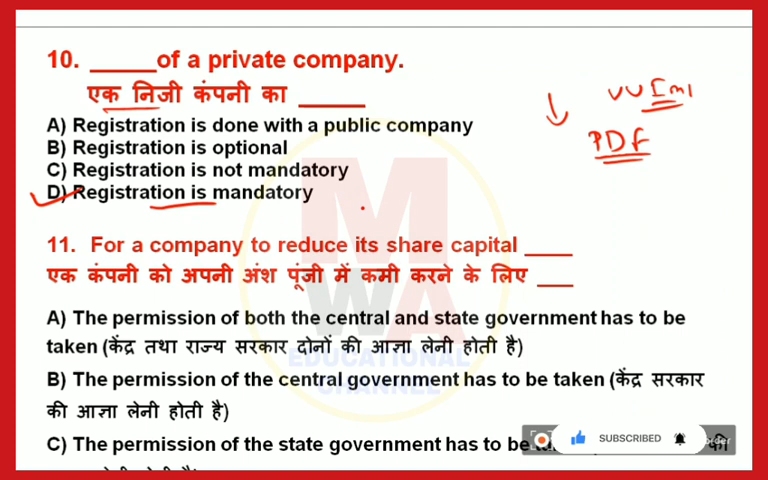 10. _____of a private company.
एक निजी कंपनी का ______
A) Registration is done with a public company
B) Registration is optional
C) Registration is not mandatory
D) Registration is mandatory
PDF
11. For a company to reduce its share capital ____
एक कंपनी को अपनी अंश पूंजी में कमी करने के लिए ___
A) The permission of both the central and state government has to be
taken (केंद्र तथा राज्य सरकार दोनों की आज्ञा लेनी होती है)
B) The permission of the central government has to be taken (केंद्र सरकार
की आज्ञा लेनी होती है)
C) The permission of the state government has to be
की
SUBSCRIBED
MWA
EDUCATIONAL
CHANNEL